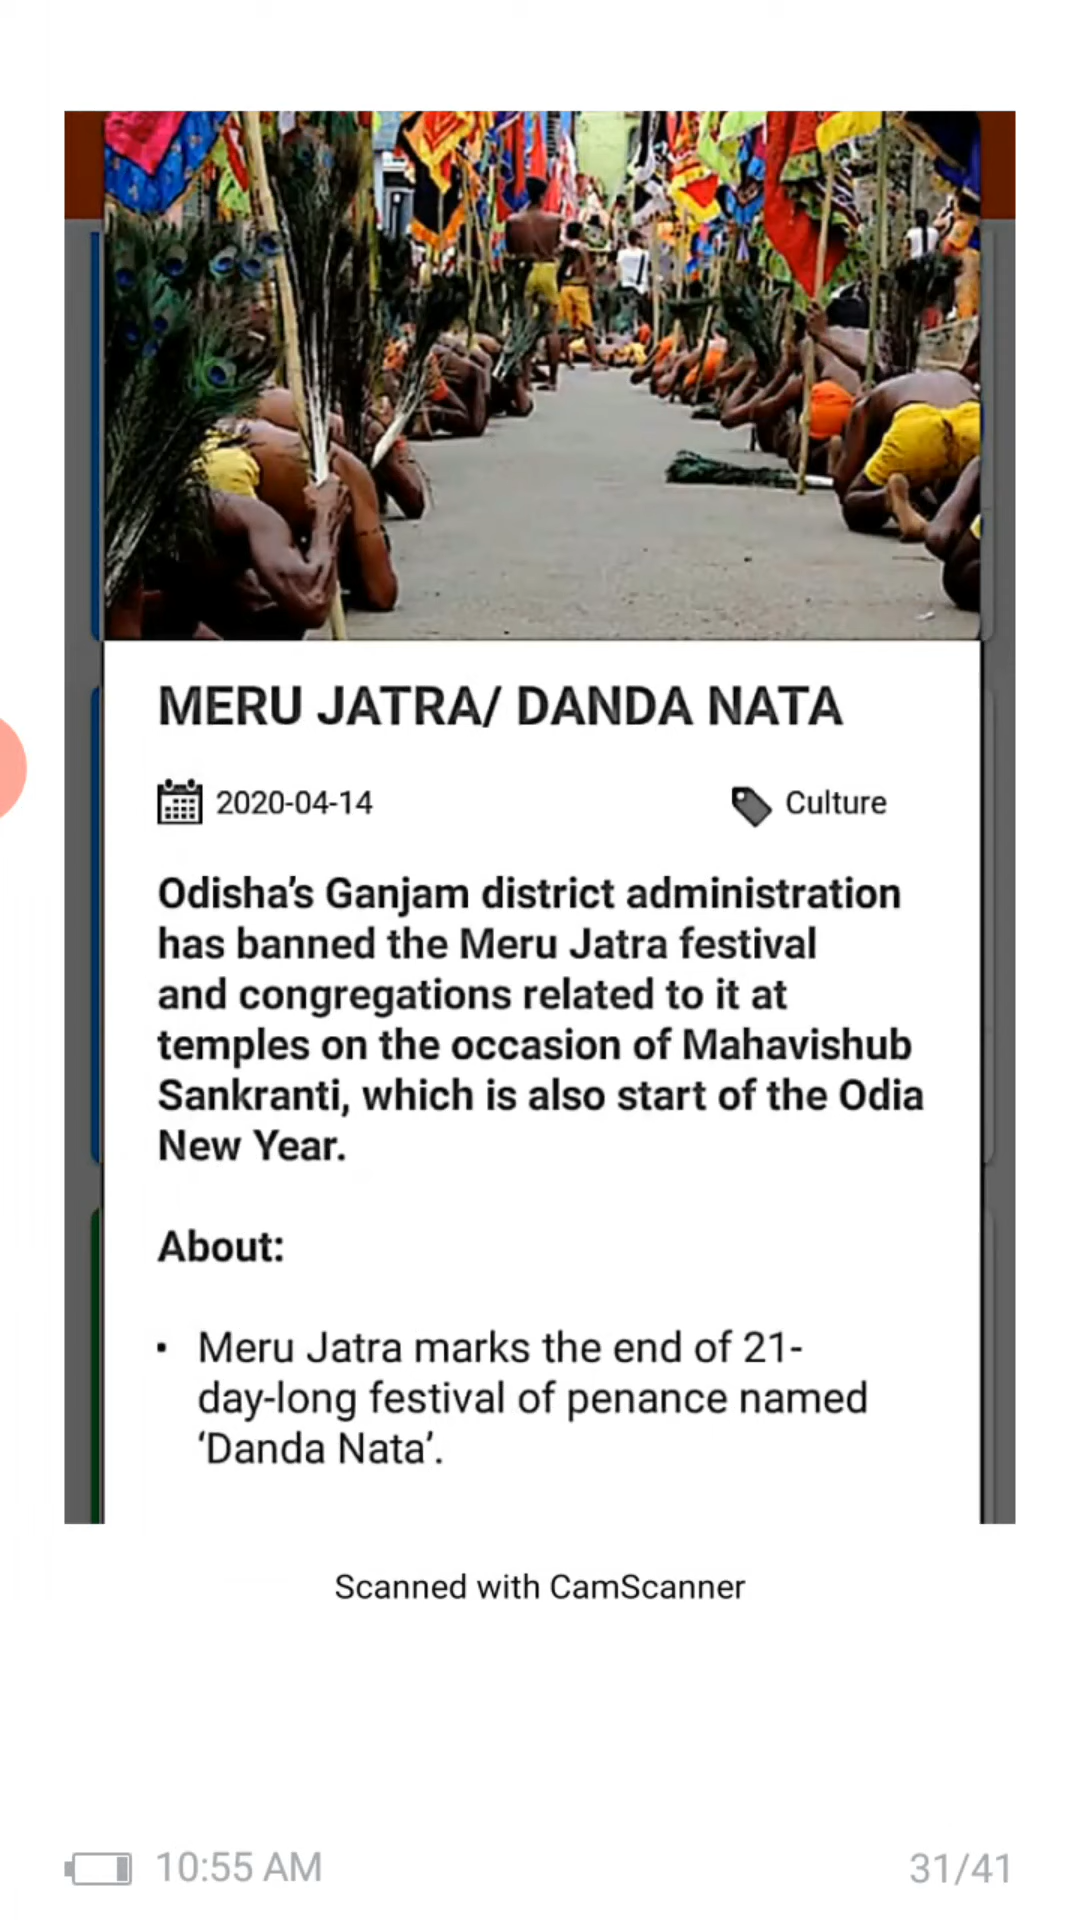 MERU JATRA/ DANDA NATA
2020-04-14
Culture
Odisha's Ganjam district administration
has banned the Meru Jatra festival
and congregations related to it at
temples on the occasion of Mahavishub
Sankranti, which is also start of the Odia
New Year.
About:
▪ Meru Jatra marks the end of 21-
day-long festival of penance named
‘Danda Nata’.
Scanned with CamScanner
10:55 AM
31/41